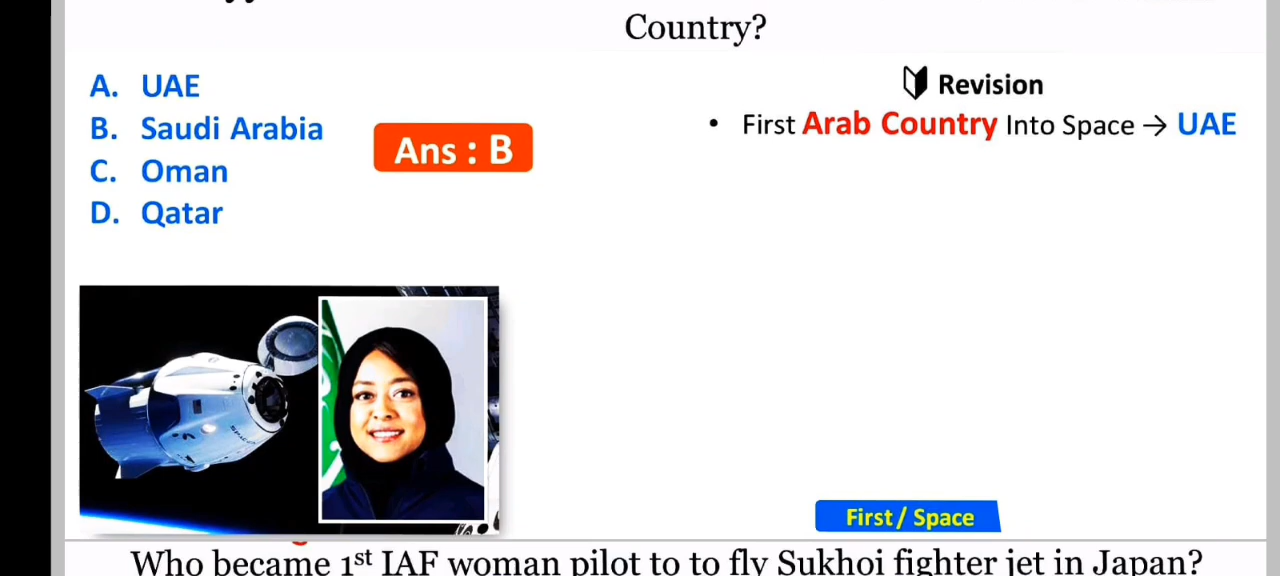 Country?
A. UAE
B. Saudi Arabia
C. Oman
D. Qatar
Ans : B
Revision
• First Arab Country Into Space → UAE
First / Space
Who became 1st IAF woman pilot to to fly Sukhoi fighter jet in Japan?